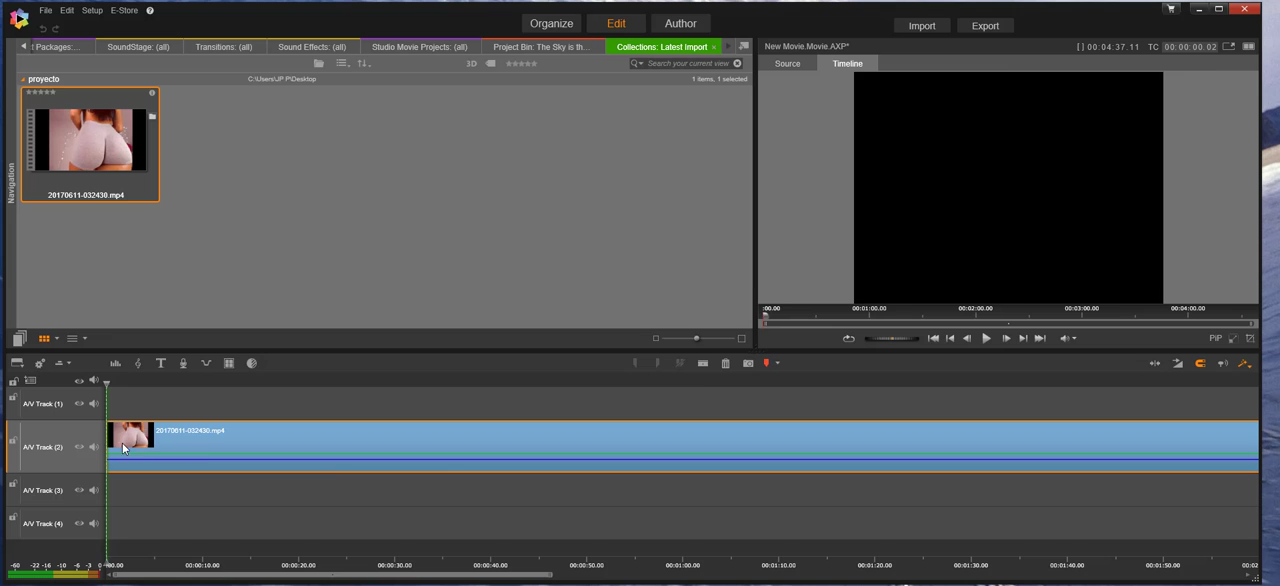 File Edit Setup E-Store
Organize Edit Author
Import Export
t Packages:... SoundStage: (all) Transitions: (all) Sound Effects: (all) Studio Movie Projects: (all) Project Bin: The Sky is th... Collections: Latest Import ×
New Movie.Movie.AXP* [ ] 00:04:37.11 TC 00:00:00.02
3D Search your current view
Source Timeline
proyecto C:\Users\JP P\Desktop 1 items, 1 selected
20170611-032430.mp4
Navigation
:00.00 00:01:00.00 00:02:00.00 00:03:00.00 00:04:00.00
PiP
A/V Track (1)
20170611-032430.mp4
A/V Track (2)
A/V Track (3)
A/V Track (4)
-60 -22 -16 -10 -6 -3 0 00.00 00:00:10.00 00:00:20.00 00:00:30.00 00:00:40.00 00:00:50.00 00:01:00.00 00:01:10.00 00:01:20.00 00:01:30.00 00:01:40.00 00:01:50.00 00:02